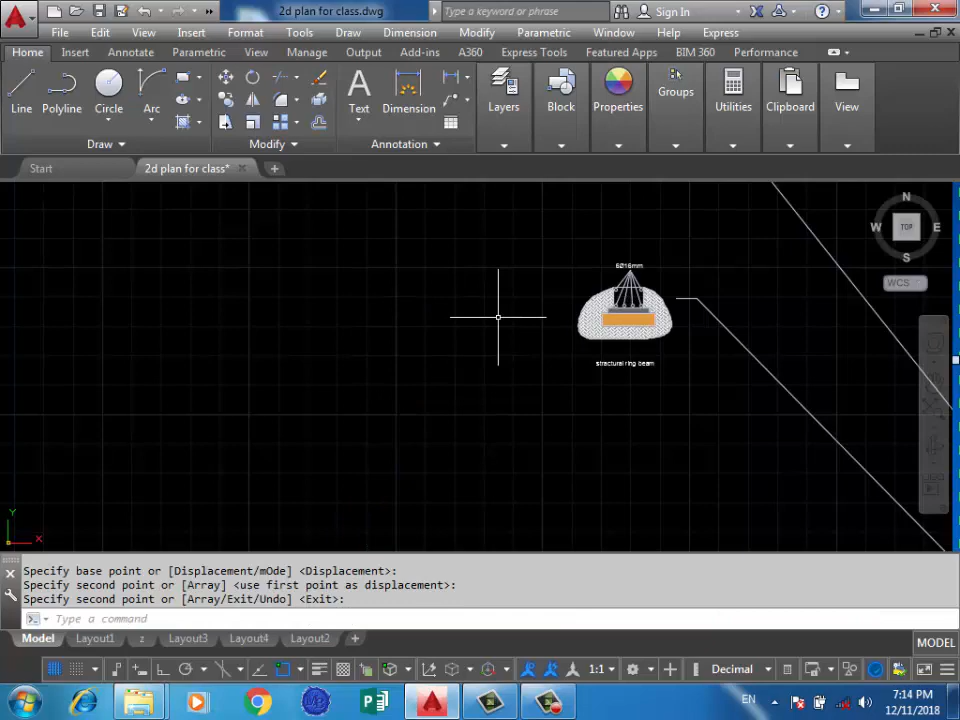 2d plan for class.dwg
Type a keyword or phrase
Sign In
File Edit View Insert Format Tools Draw Dimension Modify Parametric Window Help Express
Home Insert Annotate Parametric View Manage Output Add-ins A360 Express Tools Featured Apps BIM 360 Performance
Line Polyline Circle Arc Text Dimension Layers Block Properties Groups Utilities Clipboard View
Draw Modify Annotation
Start 2d plan for class*
N
W TOP E
S
WCS
6Ø16mm
stractural ring beam
Y
X
Specify base point or [Displacement/mOde] <Displacement>:
Specify second point or [Array] <use first point as displacement>:
Specify second point or [Array/Exit/Undo] <Exit>:
Type a command
Model Layout1 z Layout3 Layout4 Layout2
MODEL
1:1 Decimal
EN
7:14 PM
12/11/2018